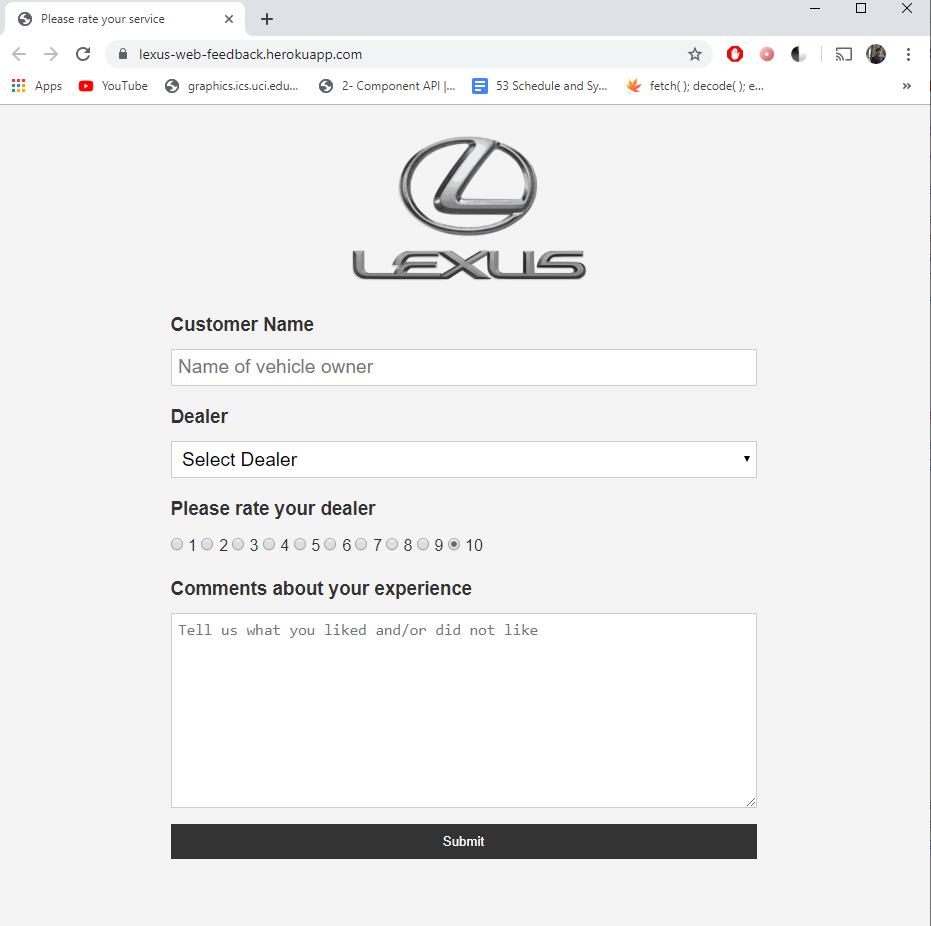 Please rate your service
lexus-web-feedback.herokuapp.com
Apps YouTube graphics.ics.uci.edu... 2- Component API |... 53 Schedule and Sy... fetch( ); decode( ); e... »
LEXUS
Customer Name
Name of vehicle owner
Dealer
Select Dealer
Please rate your dealer
1 2 3 4 5 6 7 8 9 10
Comments about your experience
Tell us what you liked and/or did not like
Submit